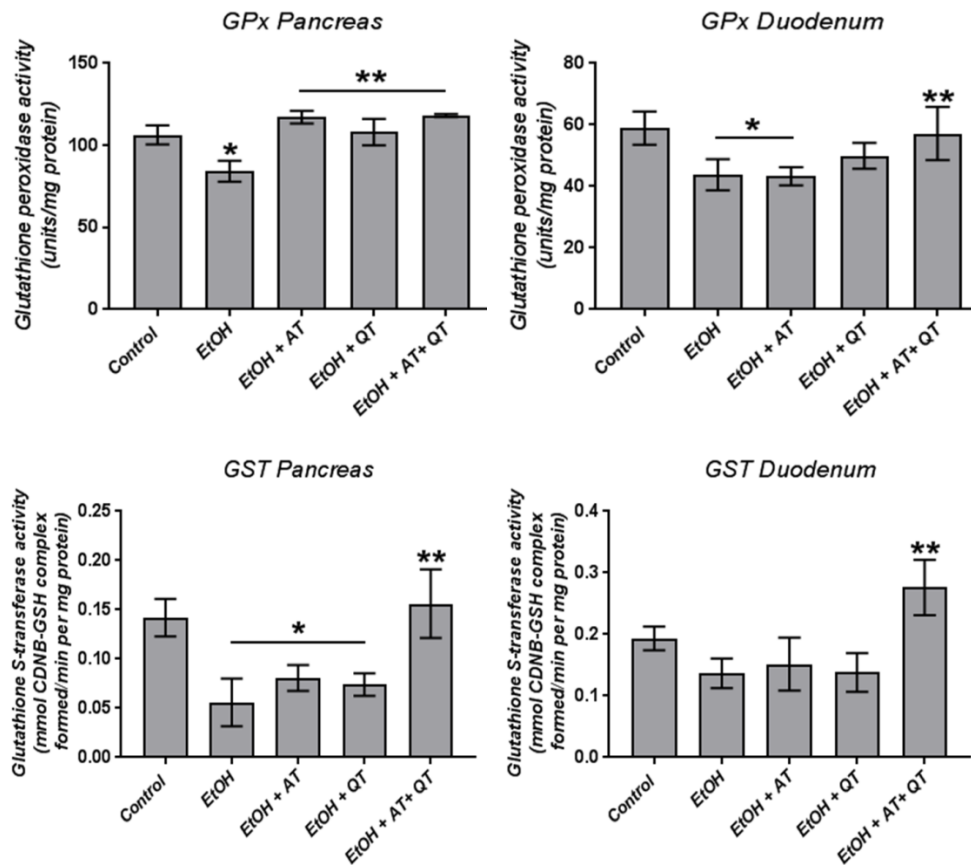 GPx Pancreas
Glutathione peroxidase activity
(units/mg protein)
150
**
100
*
50
0
Control
EtOH
EtOH + AT
EtOH + QT
EtOH + AT+ QT
GPx Duodenum
Glutathione peroxidase activity
(units/mg protein)
80
**
60
*
40
20
0
Control
EtOH
EtOH + AT
EtOH + QT
EtOH + AT+ QT
GST Pancreas
Glutathione S-transferase activity
(mmol CDNB-GSH complex
formed/min per mg protein)
0.25
0.20
**
0.15
*
0.10
0.05
0.00
Control
EtOH
EtOH + AT
EtOH + QT
EtOH + AT+ QT
GST Duodenum
Glutathione S-transferase activity
(mmol CDNB-GSH complex
formed/min per mg protein)
0.4
**
0.3
0.2
0.1
0.0
Control
EtOH
EtOH + AT
EtOH + QT
EtOH + AT+ QT